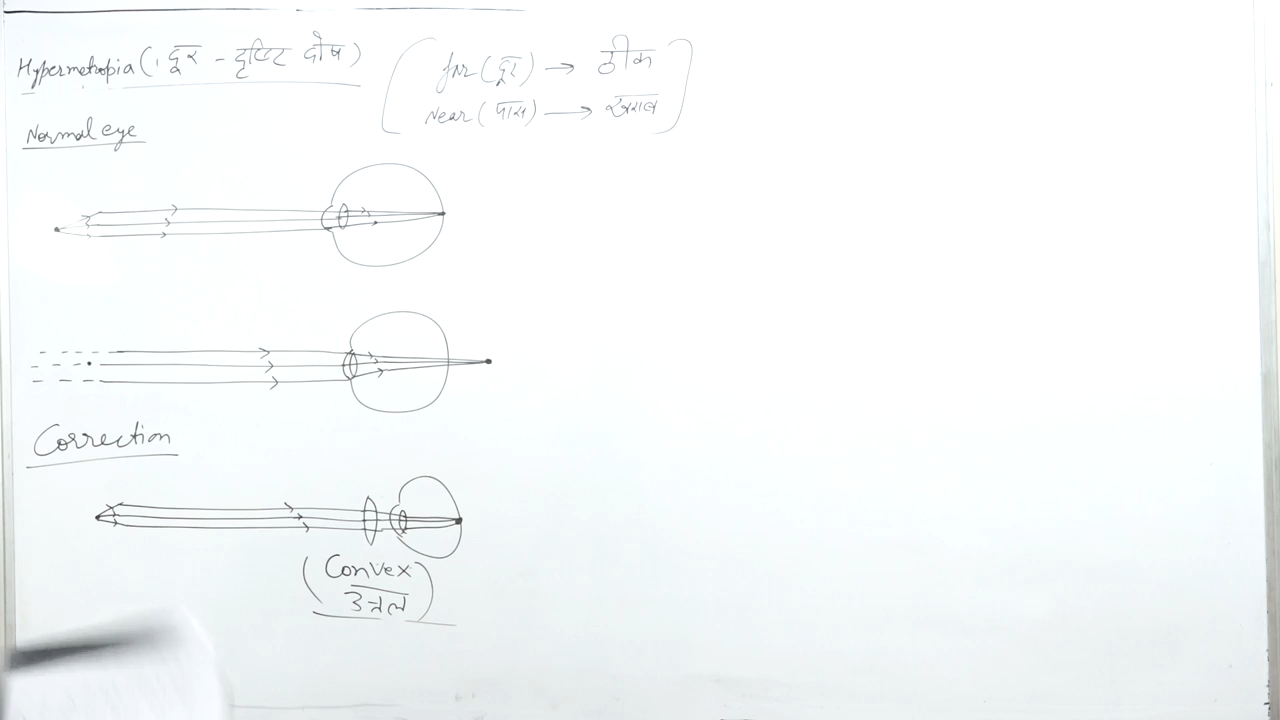 Hypermetropia (दूर - दृष्टि दोष)
far (दूर) → ठीक
Near (पास) → खराब
Normal eye
Correction
(Convex
उत्तल)